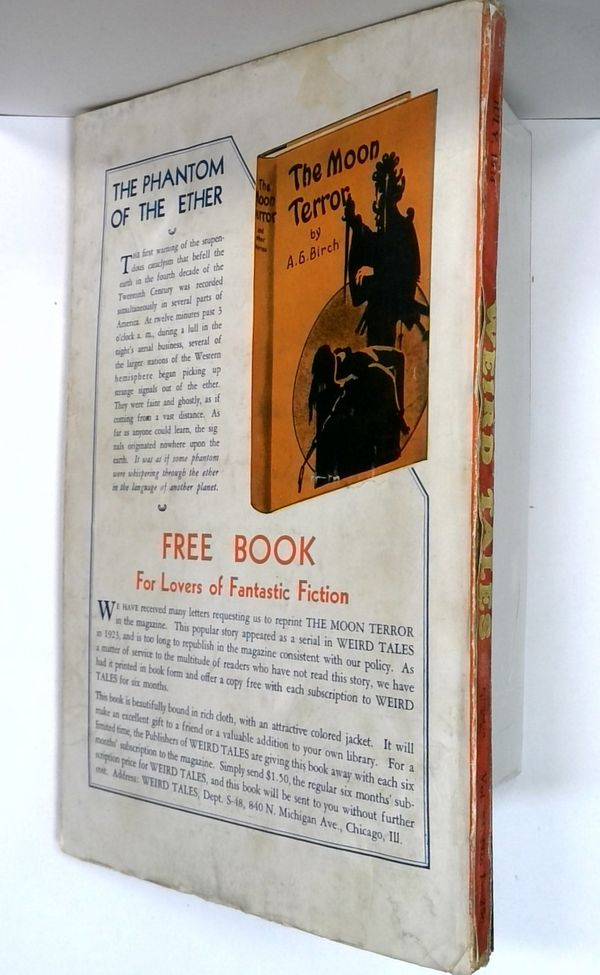 THE PHANTOM
OF THE ETHER
THE first warning of the stupen-
dous cataclysm that befell the
earth in the fourth decade of the
Twentieth Century was recorded
simultaneously in several parts of
America. At twelve minutes past 3
o'clock a. m., during a lull in the
night's aerial business, several of
the larger stations of the Western
hemisphere began picking up
strange signals out of the ether.
They were faint and ghostly, as if
coming from a vast distance. As
far as anyone could learn, the sig
nals originated nowhere upon the
earth. It was as if some phantom
were whispering through the ether
in the language of another planet.
The
Moon
Terror
and
other
Stories
The Moon
Terror
by
A.G. Birch
FREE BOOK
For Lovers of Fantastic Fiction
WE HAVE received many letters requesting us to reprint THE MOON TERROR
in the magazine. This popular story appeared as a serial in WEIRD TALES
in 1923, and is too long to republish in the magazine consistent with our policy. As
a matter of service to the multitude of readers who have not read this story, we have
had it printed in book form and offer a copy free with each subscription to WEIRD
TALES for six months.
This book is beautifully bound in rich cloth, with an attractive colored jacket. It will
make an excellent gift to a friend or a valuable addition to your own library. For a
limited time, the Publishers of WEIRD TALES are giving this book away with each six
months' subscription to the magazine. Simply send $1.50, the regular six months' sub-
scription price for WEIRD TALES, and this book will be sent to you without further
cost. Address: WEIRD TALES, Dept. S-48, 840 N. Michigan Ave., Chicago, Ill.
JULY
WEIRD TALES
Vol.